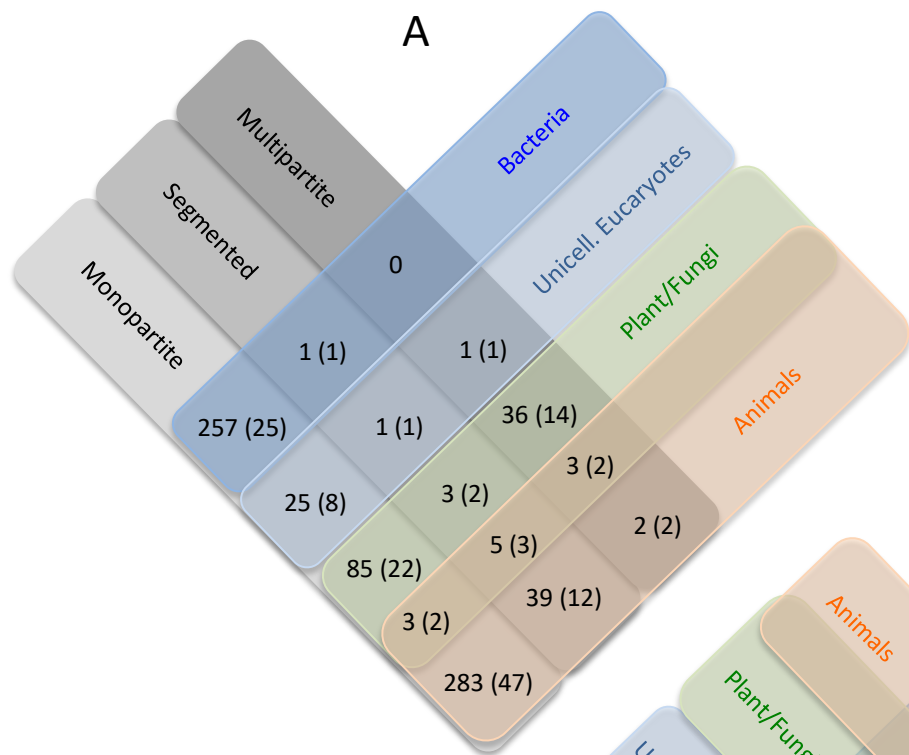 A
Multipartite
Segmented
Monopartite
Bacteria
Unicell. Eucaryotes
Plant/Fungi
Animals
0
1 (1)
1 (1)
257 (25)
1 (1)
36 (14)
25 (8)
3 (2)
3 (2)
85 (22)
5 (3)
2 (2)
3 (2)
39 (12)
283 (47)
Animals
Plant/Fungi